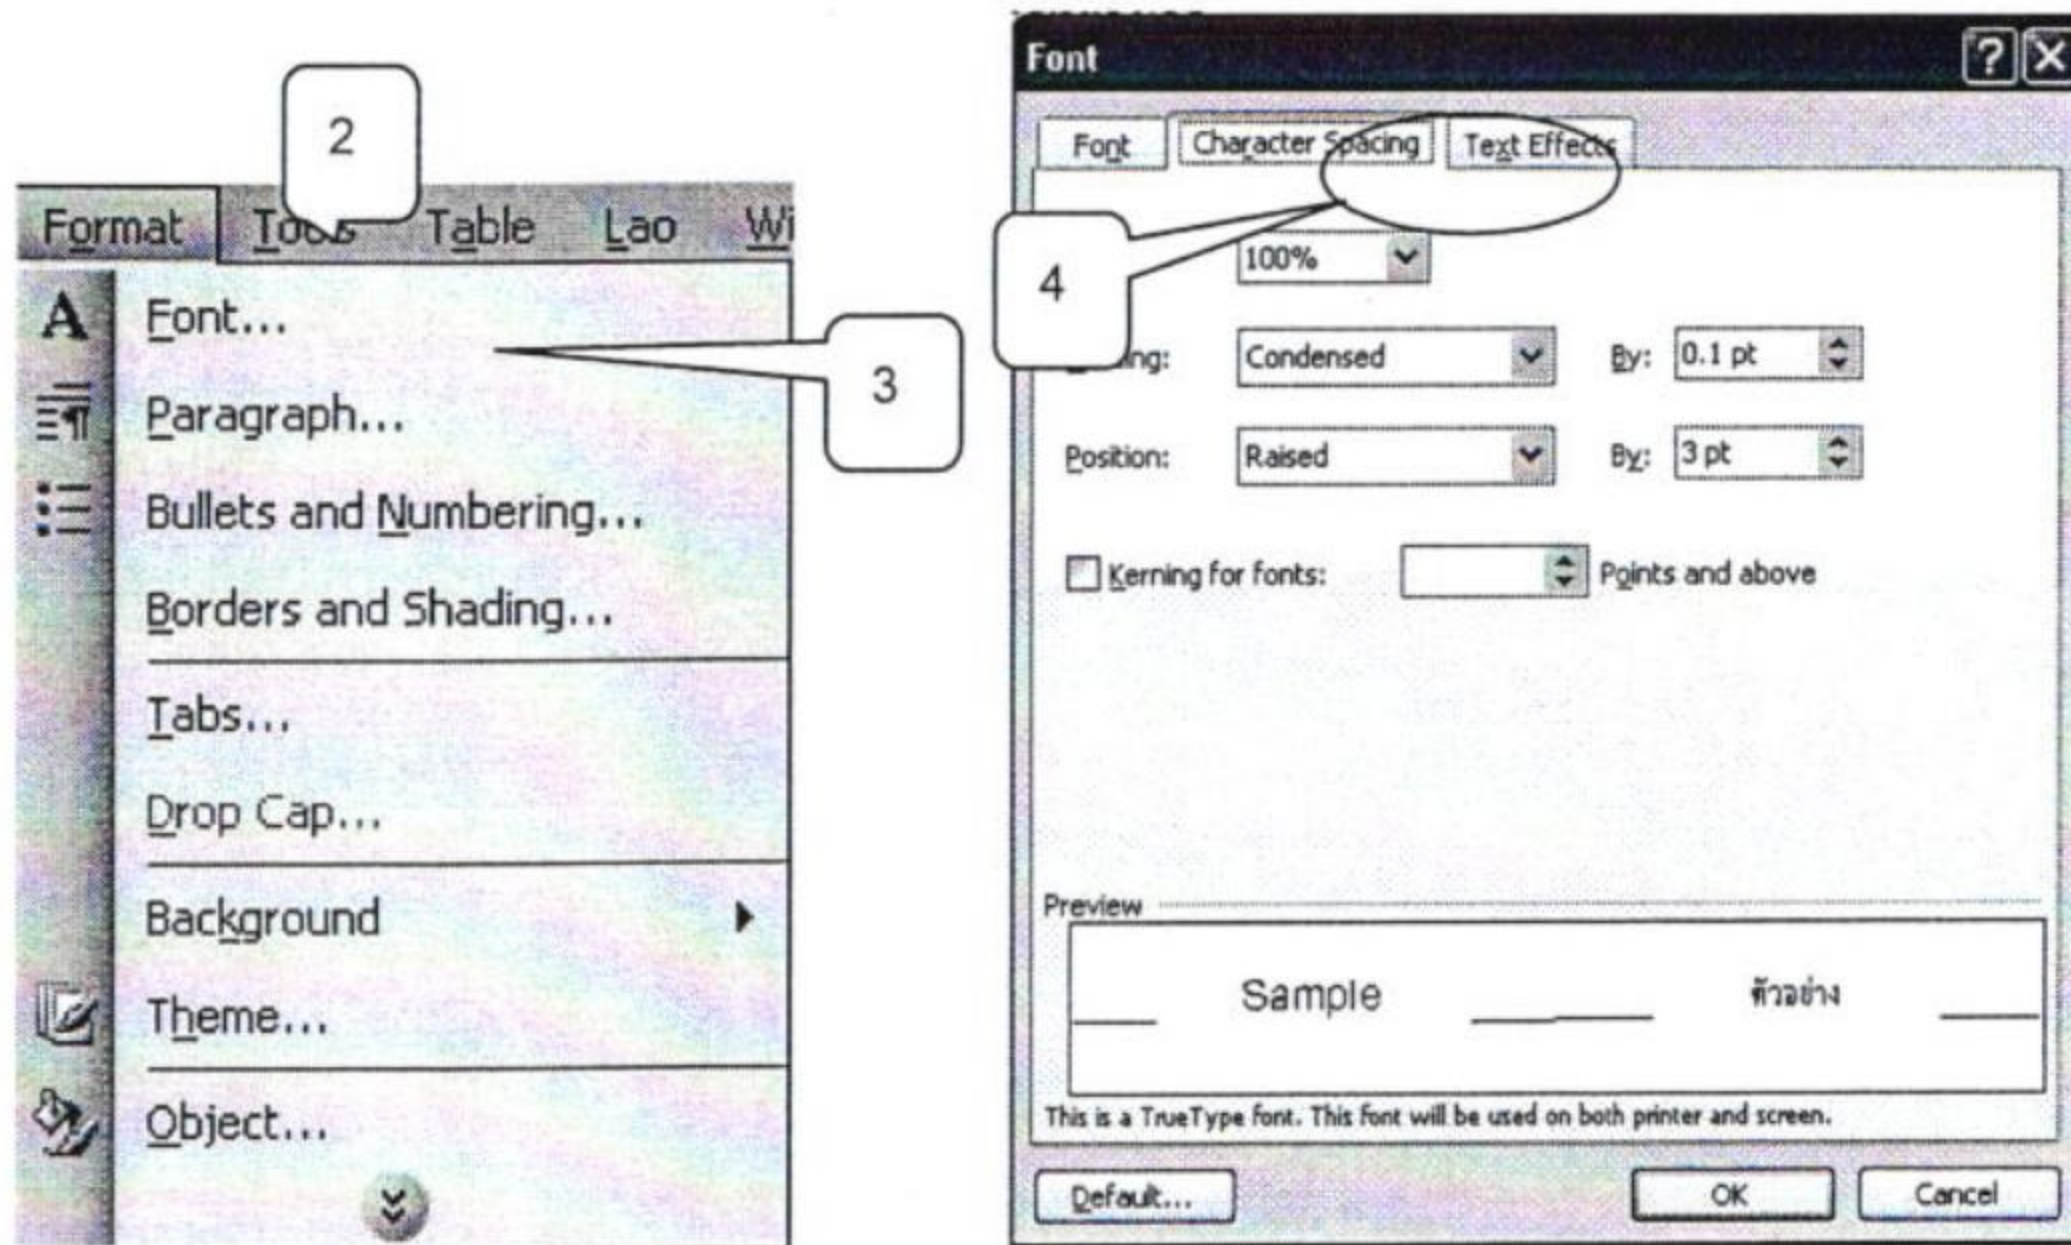 2
Format Table Lao
Font...
3
Paragraph...
Bullets and Numbering...
Borders and Shading...
Tabs...
Drop Cap...
Background
Theme...
Object...
Font
Font Character Spacing Text Effects
4
100%
Condensed By: 0.1 pt
Position: Raised By: 3 pt
Kerning for fonts: Points and above
Preview
Sample ตัวอย่าง
This is a TrueType font. This font will be used on both printer and screen.
Default... OK Cancel